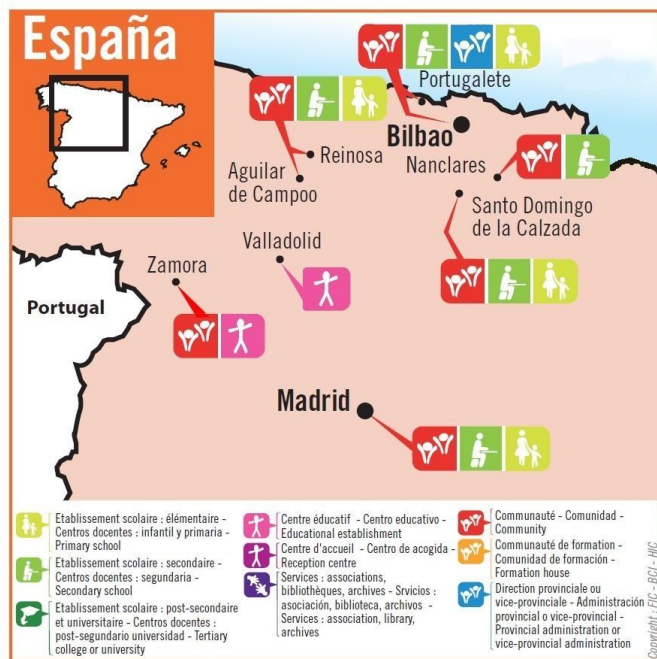 España
Portugalete
Bilbao
Reinosa
Nanclares
Aguilar
de Campoo
Santo Domingo
de la Calzada
Valladolid
Zamora
Portugal
Madrid
Etablissement scolaire : élémentaire -
Centros docentes : infantil y primaria -
Primary school
Etablissement scolaire : secondaire -
Centros docentes : segundaria -
Secondary school
Etablissement scolaire : post-secondaire
et universitaire - Centros docentes :
post-segundario universidad - Tertiary
college or university
Centre éducatif - Centro educativo -
Educational establishment
Centre d'accueil - Centro de acogida -
Reception centre
Services : associations,
bibliothèques, archives - Srvicios :
asociación, biblioteca, archivos -
Services : association, library,
archives
Communauté - Comunidad -
Community
Communauté de formation -
Comunidad de formación -
Formation house
Direction provinciale ou
vice-provinciale - Administración
provincial o vice-provincial -
Provincial administration or
vice-provincial administration
Copyright : FIC - BCI - HIC